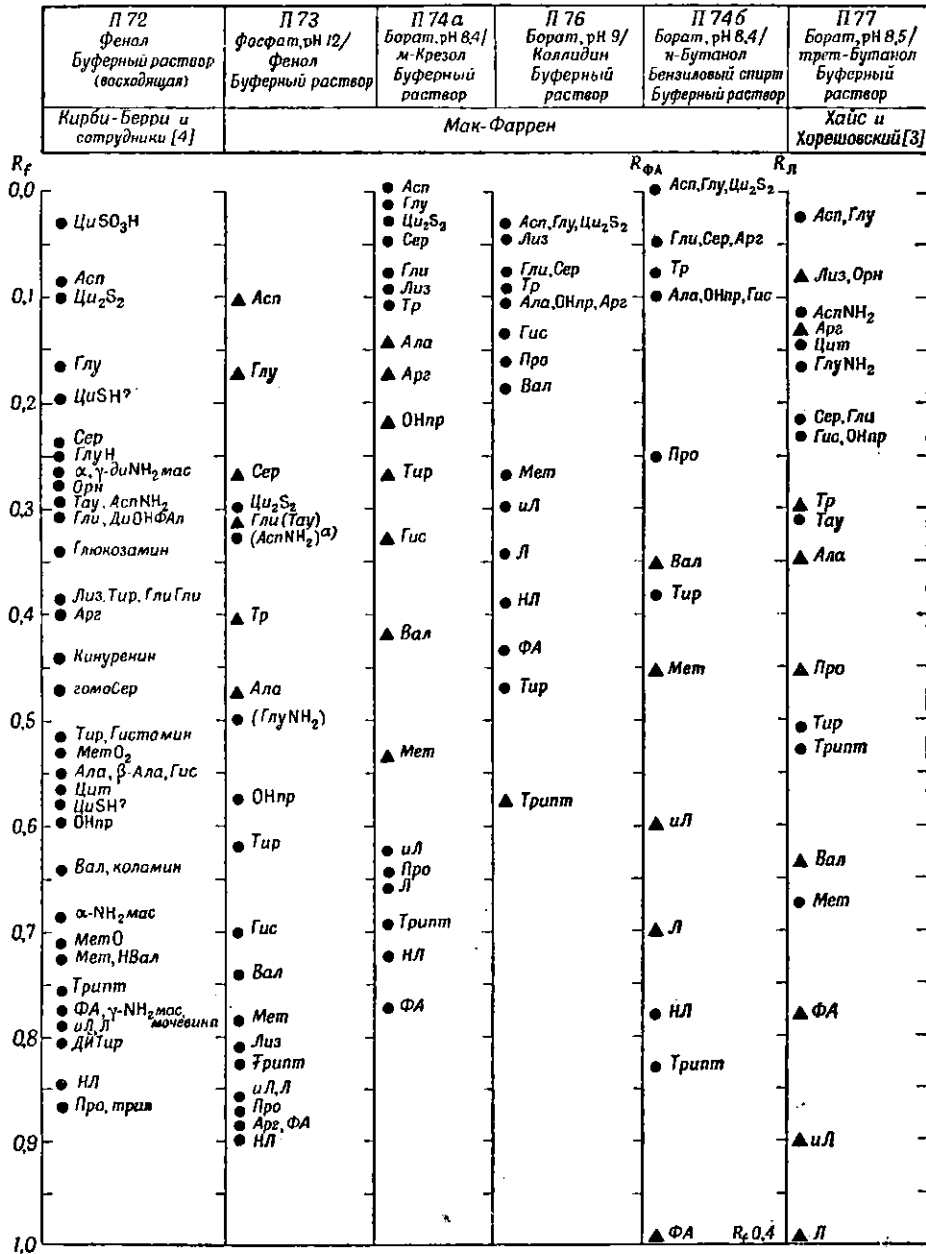 П 72
Фенол
Буферный раствор
(восходящая)
П 73
Фосфат, pH 12/
Фенол
Буферный раствор
П 74а
Борат, pH 8,4/
м-Крезол
Буферный
раствор
П 76
Борат, pH 9/
Коллидин
Буферный
раствор
П 74б
Борат, pH 8,4/
н-Бутанол
Бензиловый спирт
Буферный раствор
П 77
Борат, pH 8,5/
трет-Бутанол
Буферный
раствор
Кирби-Берри и
сотрудники [4]
Мак-Фаррен
Хайс и
Хорешовский [3]
Rf
0,0
0,1
0,2
0,3
0,4
0,5
0,6
0,7
0,8
0,9
1,0
ЦиSO₃H
Асп
Ци₂S₂
Глу
ЦиSH?
Сер
ГлуН
α, γ-диNH₂мас
Орн
Тау, АспNH₂
Гли, ДиОНФАл
Глюкозамин
Лиз, Тир, ГлиГли
Арг
Кинуренин
гомоСер
Тир, Гистамин
МетО₂
Ала, β-Ала, Гис
Цит
ЦиSH?
ОНпр
Вал, коламин
α-NH₂мас
МетО
Мет, НВал
Трипт
ФА, γ-NH₂мас,
иЛ, Л мочевина
ДйТир
НЛ
Про, трил
Асп
Глу
Сер
Ци₂S₂
Гли (Тау)
(АспNH₂)ᵃ⁾
Тр
Ала
(ГлуNH₂)
ОНпр
Тир
Гис
Вал
Мет
Лиз
Трипт
иЛ, Л
Про
Арг, ФА
НЛ
Асп
Глу
Ци₂S₂
Сер
Гли
Лиз
Тр
Ала
Арг
ОНпр
Тир
Гис
Вал
Мет
иЛ
Про
Л
Трипт
НЛ
ФА
Асп, Глу, Ци₂S₂
Лиз
Гли, Сер
Тр
Ала, ОНпр, Арг
Гис
Про
Вал
Мет
иЛ
Л
НЛ
ФА
Тир
Трипт
RФА
Асп, Глу, Ци₂S₂
Гли, Сер, Арг
Тр
Ала, ОНпр, Гис
Про
Вал
Тир
Мет
иЛ
Л
НЛ
Трипт
ФА Rf 0,4
RЛ
Асп, Глу
Лиз, Орн
АспNH₂
Арг
Цит
ГлуNH₂
Сер, Гли
Гис, ОНпр
Тр
Тау
Ала
Про
Тир
Трипт
Вал
Мет
ФА
иЛ
Л